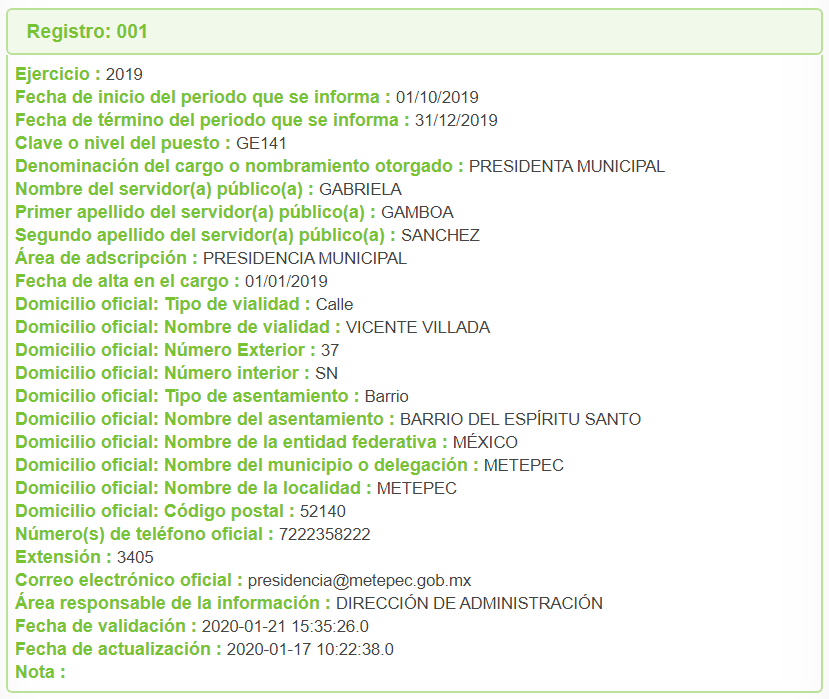 Registro: 001
Ejercicio : 2019
Fecha de inicio del periodo que se informa : 01/10/2019
Fecha de término del periodo que se informa : 31/12/2019
Clave o nivel del puesto : GE141
Denominación del cargo o nombramiento otorgado : PRESIDENTA MUNICIPAL
Nombre del servidor(a) público(a) : GABRIELA
Primer apellido del servidor(a) público(a) : GAMBOA
Segundo apellido del servidor(a) público(a) : SANCHEZ
Área de adscripción : PRESIDENCIA MUNICIPAL
Fecha de alta en el cargo : 01/01/2019
Domicilio oficial: Tipo de vialidad : Calle
Domicilio oficial: Nombre de vialidad : VICENTE VILLADA
Domicilio oficial: Número Exterior : 37
Domicilio oficial: Número interior : SN
Domicilio oficial: Tipo de asentamiento : Barrio
Domicilio oficial: Nombre del asentamiento : BARRIO DEL ESPÍRITU SANTO
Domicilio oficial: Nombre de la entidad federativa : MÉXICO
Domicilio oficial: Nombre del municipio o delegación : METEPEC
Domicilio oficial: Nombre de la localidad : METEPEC
Domicilio oficial: Código postal : 52140
Número(s) de teléfono oficial : 7222358222
Extensión : 3405
Correo electrónico oficial : presidencia@metepec.gob.mx
Área responsable de la información : DIRECCIÓN DE ADMINISTRACIÓN
Fecha de validación : 2020-01-21 15:35:26.0
Fecha de actualización : 2020-01-17 10:22:38.0
Nota :